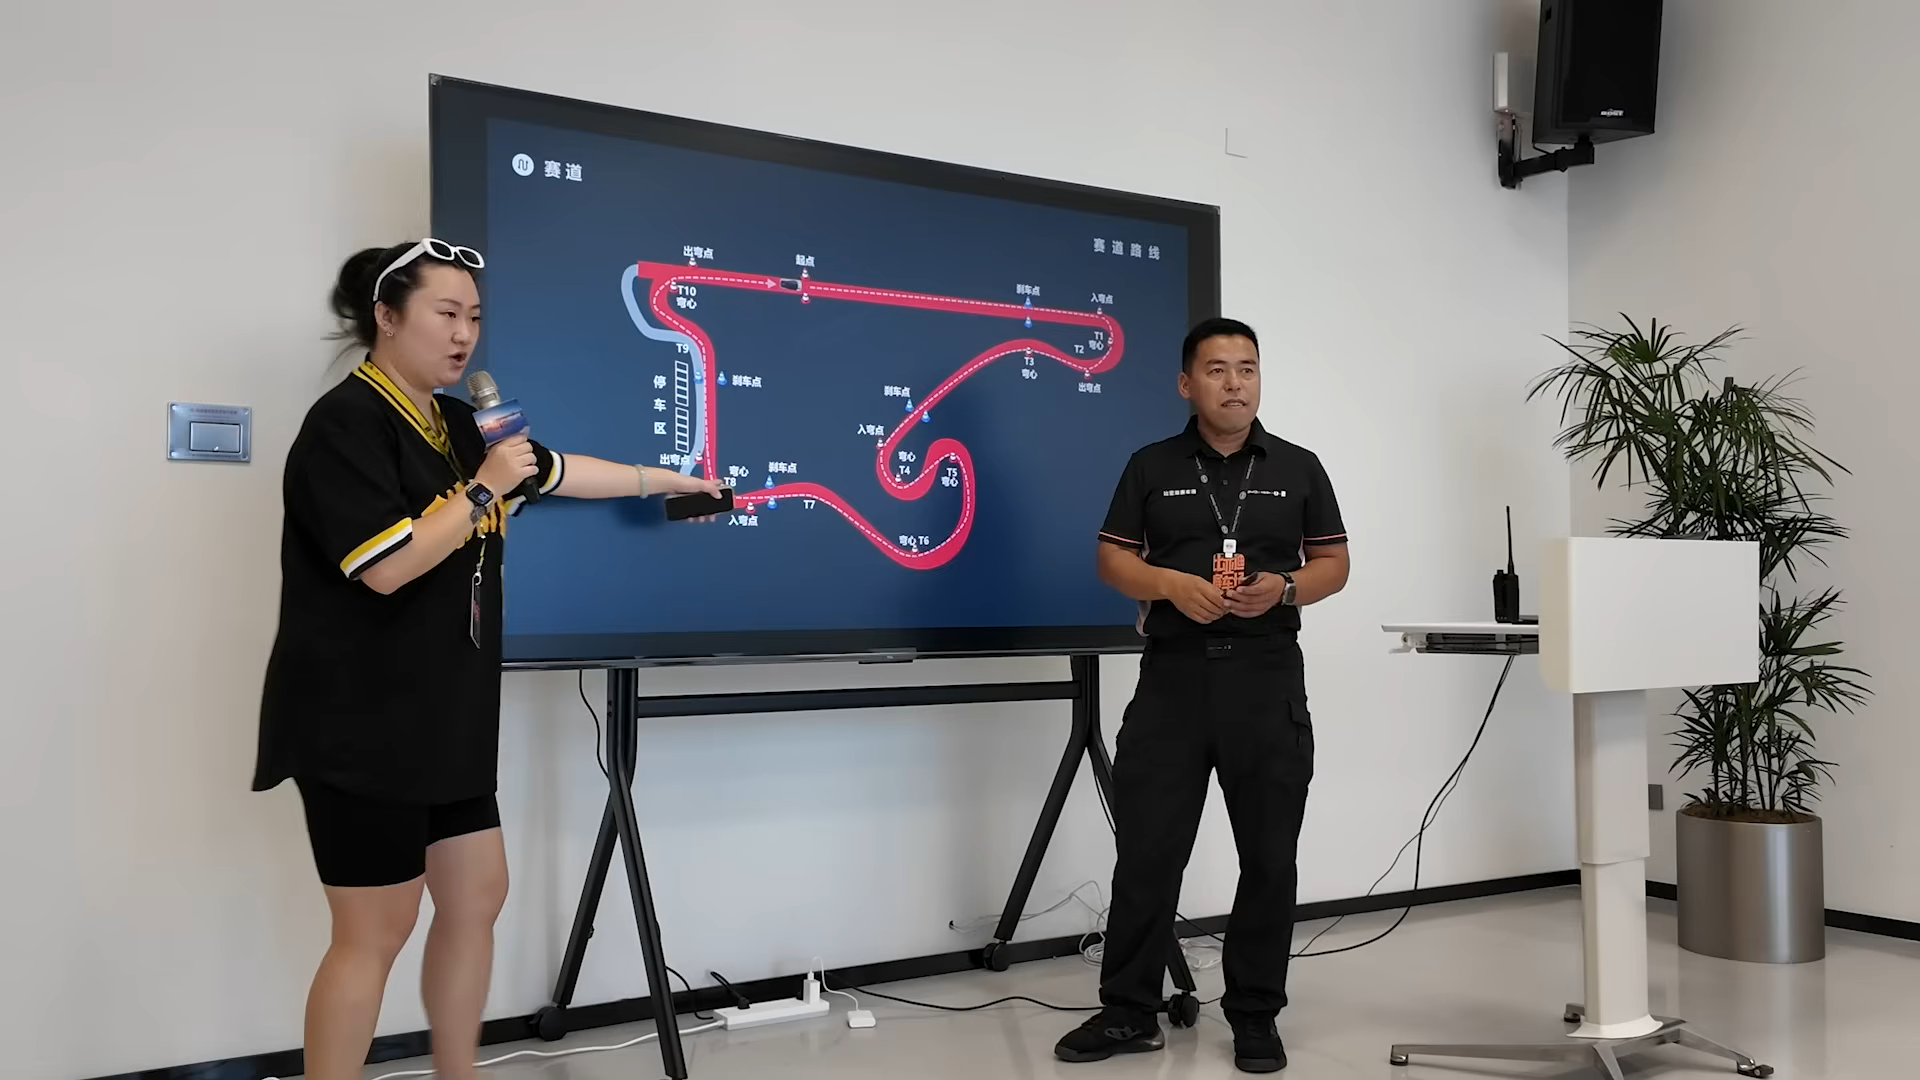 赛道
赛道路线
出弯点
起点
刹车点
入弯点
T10
弯心
T1
弯心
T2
T3
弯心
出弯点
T9
停车区
刹车点
刹车点
入弯点
出弯点
弯心
T8
刹车点
入弯点
T7
弯心
T4
T5
弯心
弯心 T6